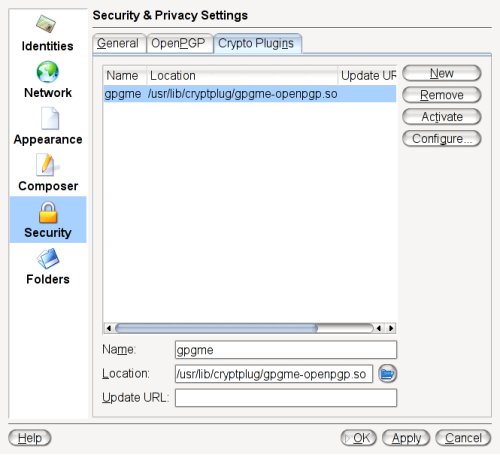 Security & Privacy Settings
Identities
Network
Appearance
Composer
Security
Folders
General OpenPGP Crypto Plugins
Name Location Update UR
gpgme /usr/lib/cryptplug/gpgme-openpgp.so
New
Remove
Activate
Configure...
Name: gpgme
Location: /usr/lib/cryptplug/gpgme-openpgp.so
Update URL:
Help OK Apply Cancel